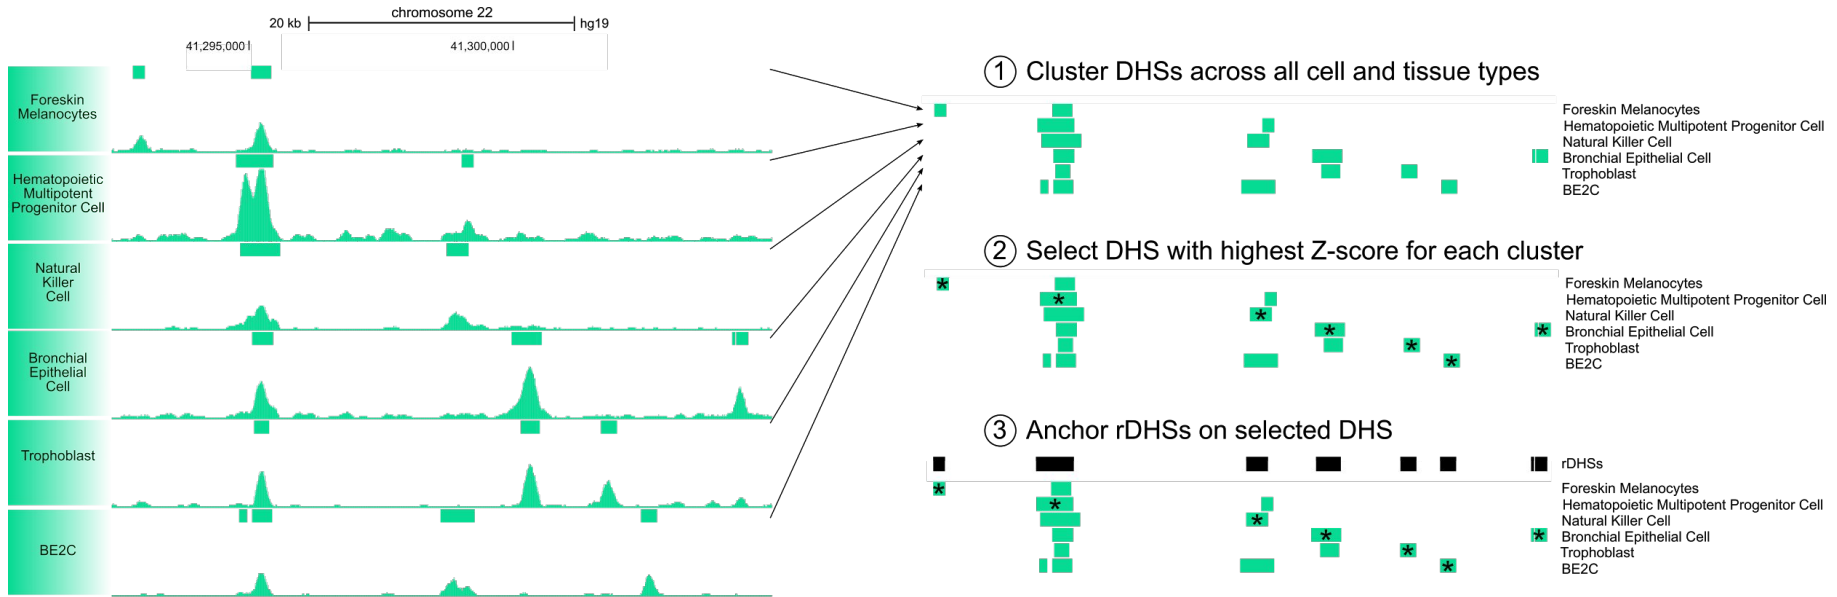 chromosome 22
20 kb hg19
41,295,000 41,300,000
Foreskin
Melanocytes
Hematopoietic
Multipotent
Progenitor Cell
Natural
Killer
Cell
Bronchial
Epithelial
Cell
Trophoblast
BE2C
1 Cluster DHSs across all cell and tissue types
Foreskin Melanocytes
Hematopoietic Multipotent Progenitor Cell
Natural Killer Cell
Bronchial Epithelial Cell
Trophoblast
BE2C
2 Select DHS with highest Z-score for each cluster
Foreskin Melanocytes
* Hematopoietic Multipotent Progenitor Cell
* Natural Killer Cell
* * Bronchial Epithelial Cell
* Trophoblast
* BE2C
3 Anchor rDHSs on selected DHS
rDHSs
* Foreskin Melanocytes
* Hematopoietic Multipotent Progenitor Cell
* Natural Killer Cell
* * Bronchial Epithelial Cell
* Trophoblast
* BE2C